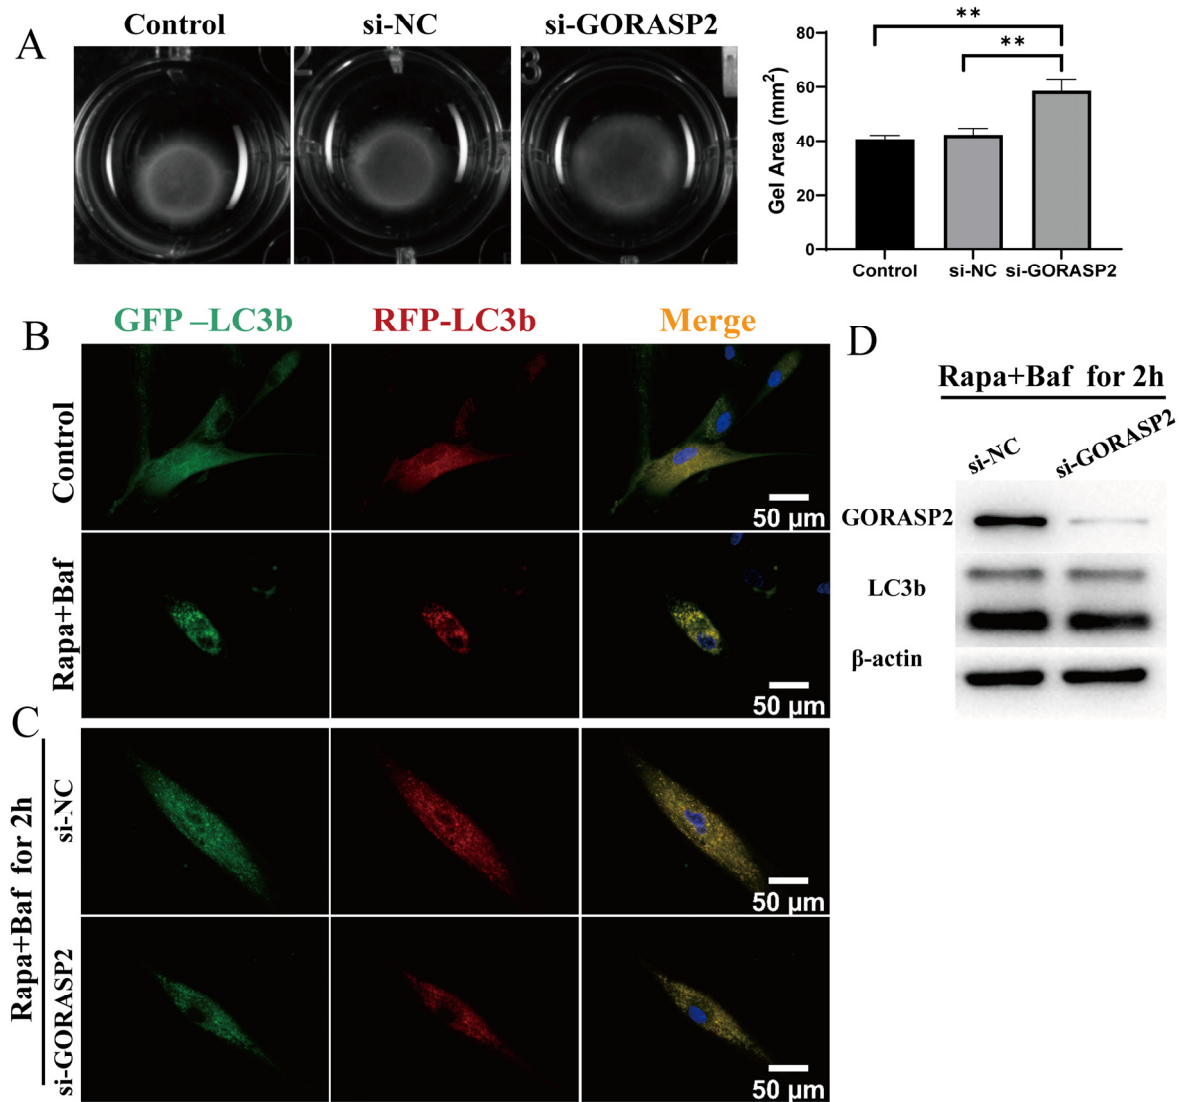 A
Control
si-NC
si-GORASP2
2
3
Gel Area (mm²)
80
60
40
20
0
**
**
Control
si-NC
si-GORASP2
B
GFP –LC3b
RFP-LC3b
Merge
Control
50 μm
Rapa+Baf
50 μm
C
Rapa+Baf for 2h
si-NC
50 μm
si-GORASP2
50 μm
D
Rapa+Baf for 2h
si-NC
si-GORASP2
GORASP2
LC3b
β-actin